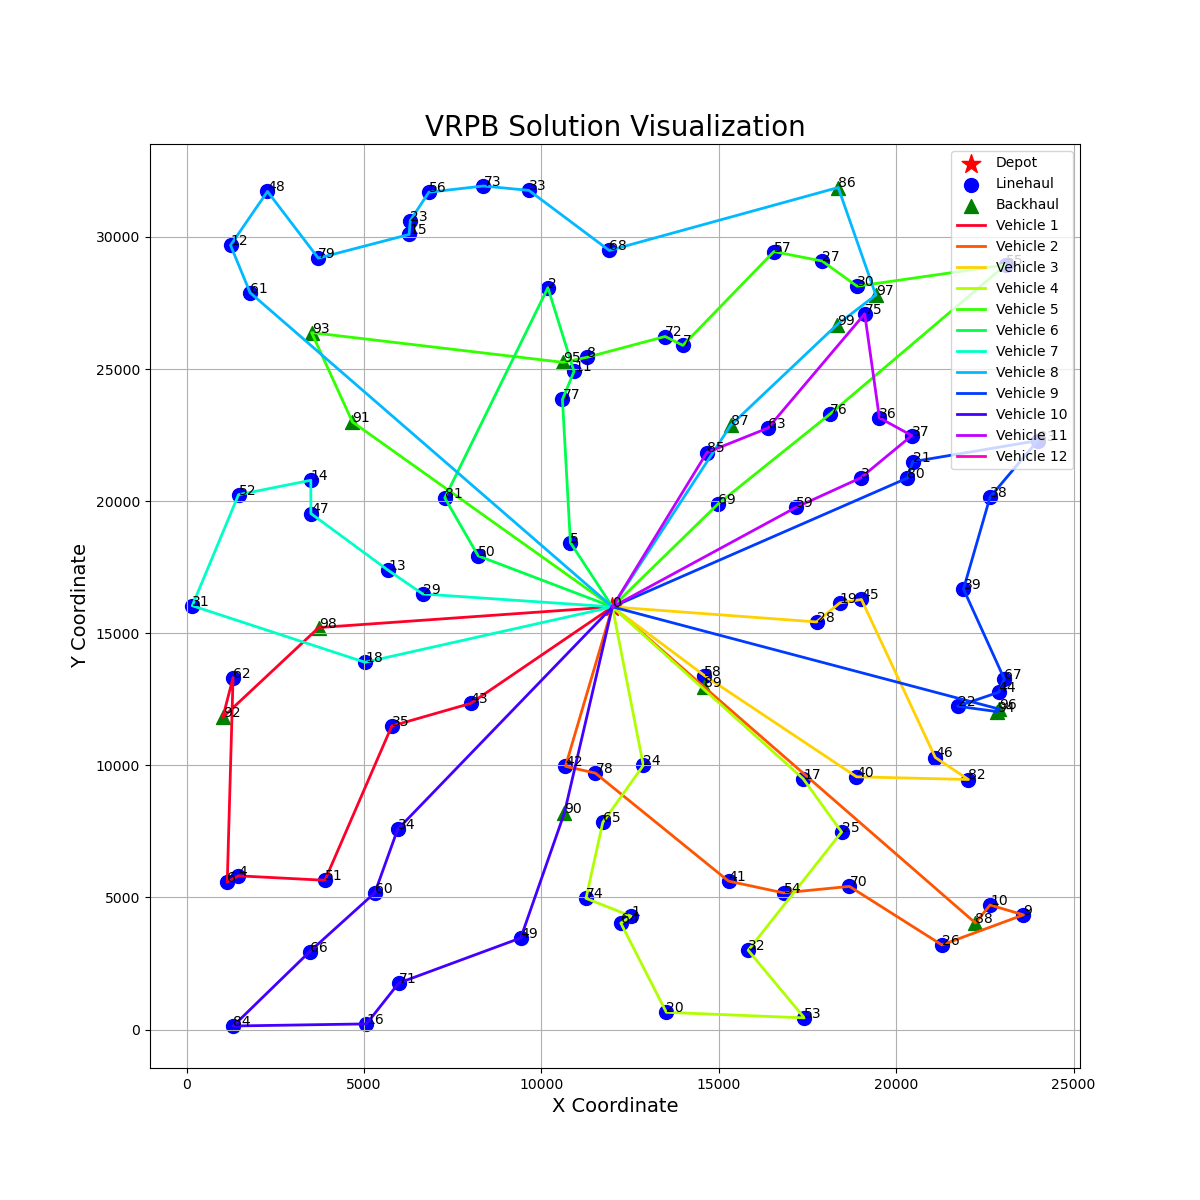 VRPB Solution Visualization
Depot
Linehaul
Backhaul
Vehicle 1
Vehicle 2
Vehicle 3
Vehicle 4
Vehicle 5
Vehicle 6
Vehicle 7
Vehicle 8
Vehicle 9
Vehicle 10
Vehicle 11
Vehicle 12
48 56 73 33 86
12 23 15 79 68 57 27 55
61 2 30 97
93 99 75
72 7 8 95 11
77
91 87 63 76 36
85 37
14 21
52 81 3 80 38
47 69 59
50 5
13
29 39
31 0 19 45
28
98
18
62 58 67
89 44
92 43 22 96
35
42 78 24 46
17 40 82
90 65
34 25
4 51 41 70
60 54
74 10
1 9
88
49 32 26
66
71
20
84 16 53
30000
25000
20000
15000
10000
5000
0
Y Coordinate
0 5000 10000 15000 20000 25000
X Coordinate